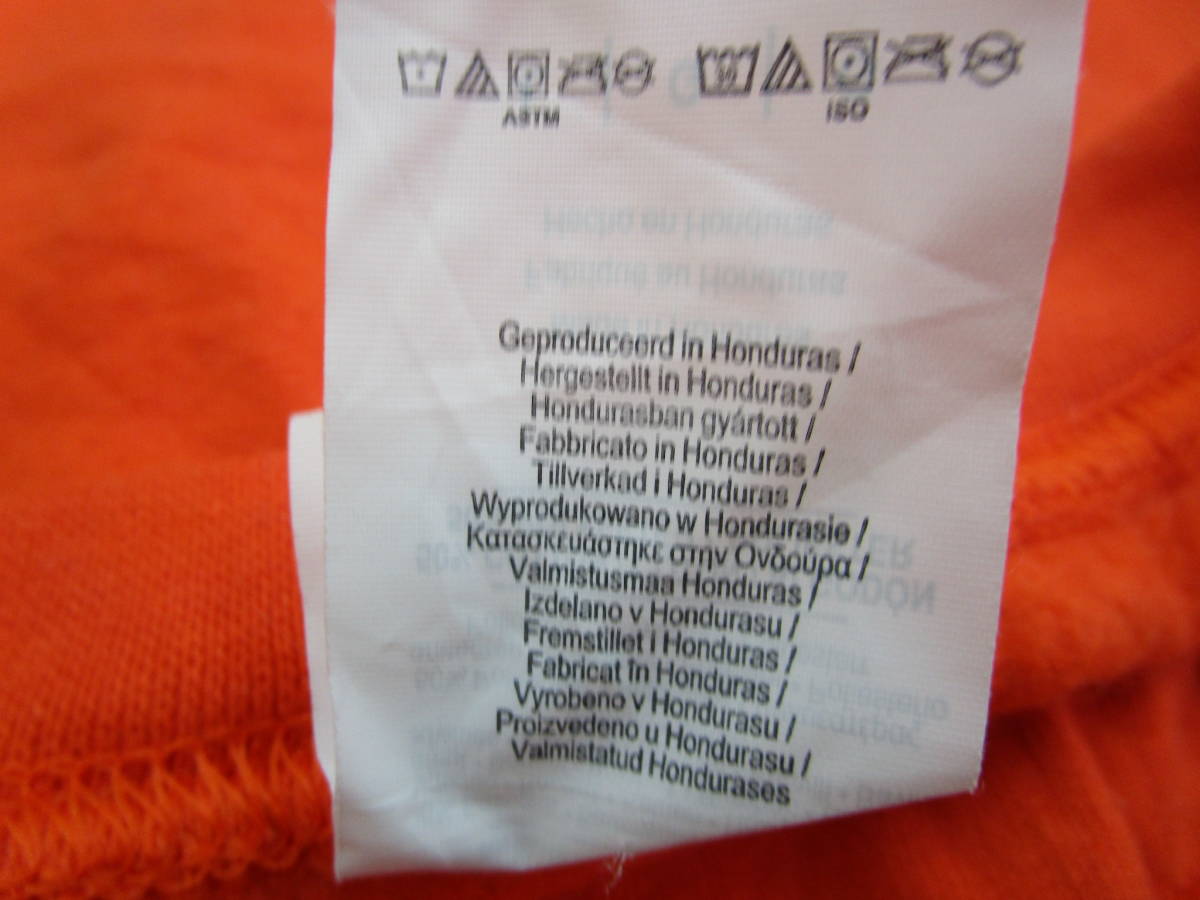 ASTM ISO
Geproduceerd in Honduras /
Hergestellt in Honduras /
Hondurasban gyártott /
Fabbricato in Honduras /
Tillverkad i Honduras /
Wyprodukowano w Hondurasie /
Κατασκευάστηκε στην Ονδούρα /
Valmistusmaa Honduras /
Izdelano v Hondurasu /
Fremstillet i Honduras /
Fabricat în Honduras /
Vyrobeno v Hondurasu /
Proizvedeno u Hondurasu /
Valmistatud Hondurases